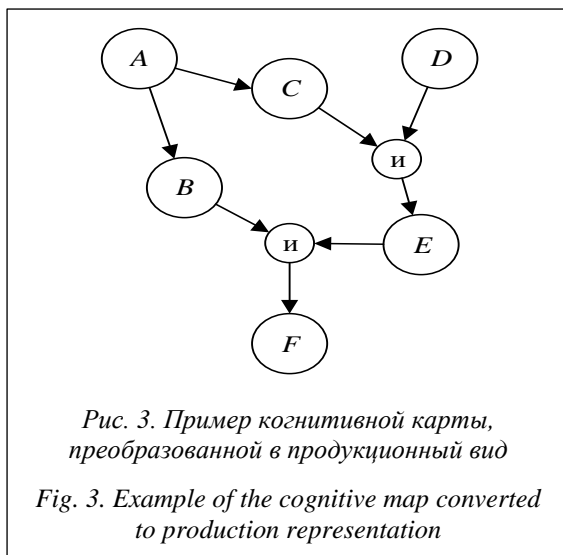 A
D
C
и
B
и
E
F
Рис. 3. Пример когнитивной карты,
преобразованной в продукционный вид
Fig. 3. Example of the cognitive map converted
to production representation